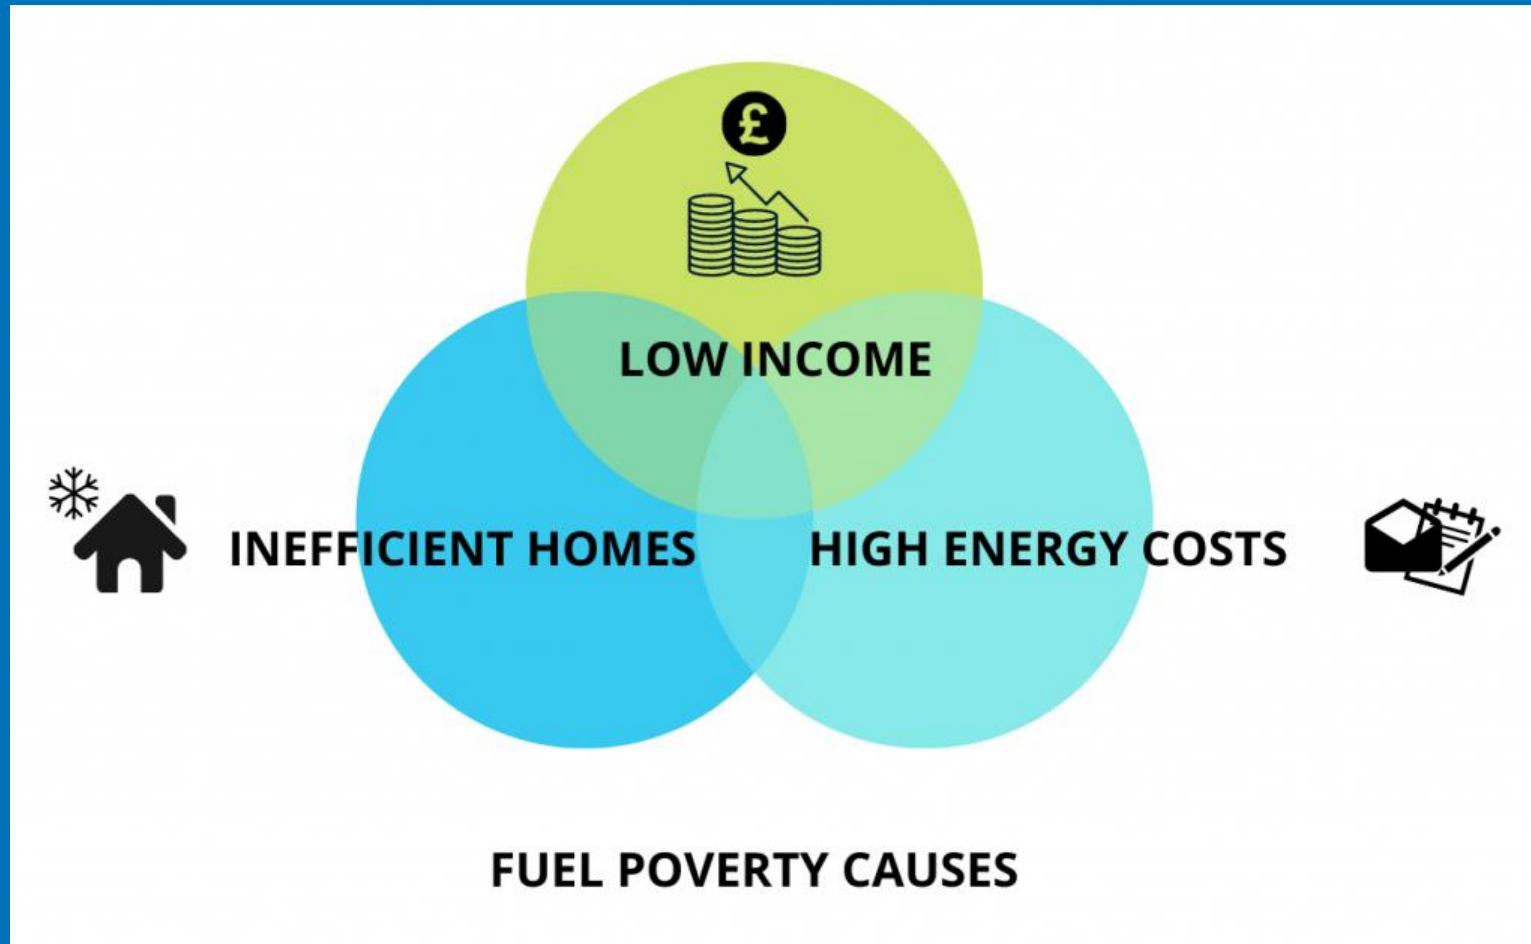 £
LOW INCOME
INEFFICIENT HOMES
HIGH ENERGY COSTS
FUEL POVERTY CAUSES